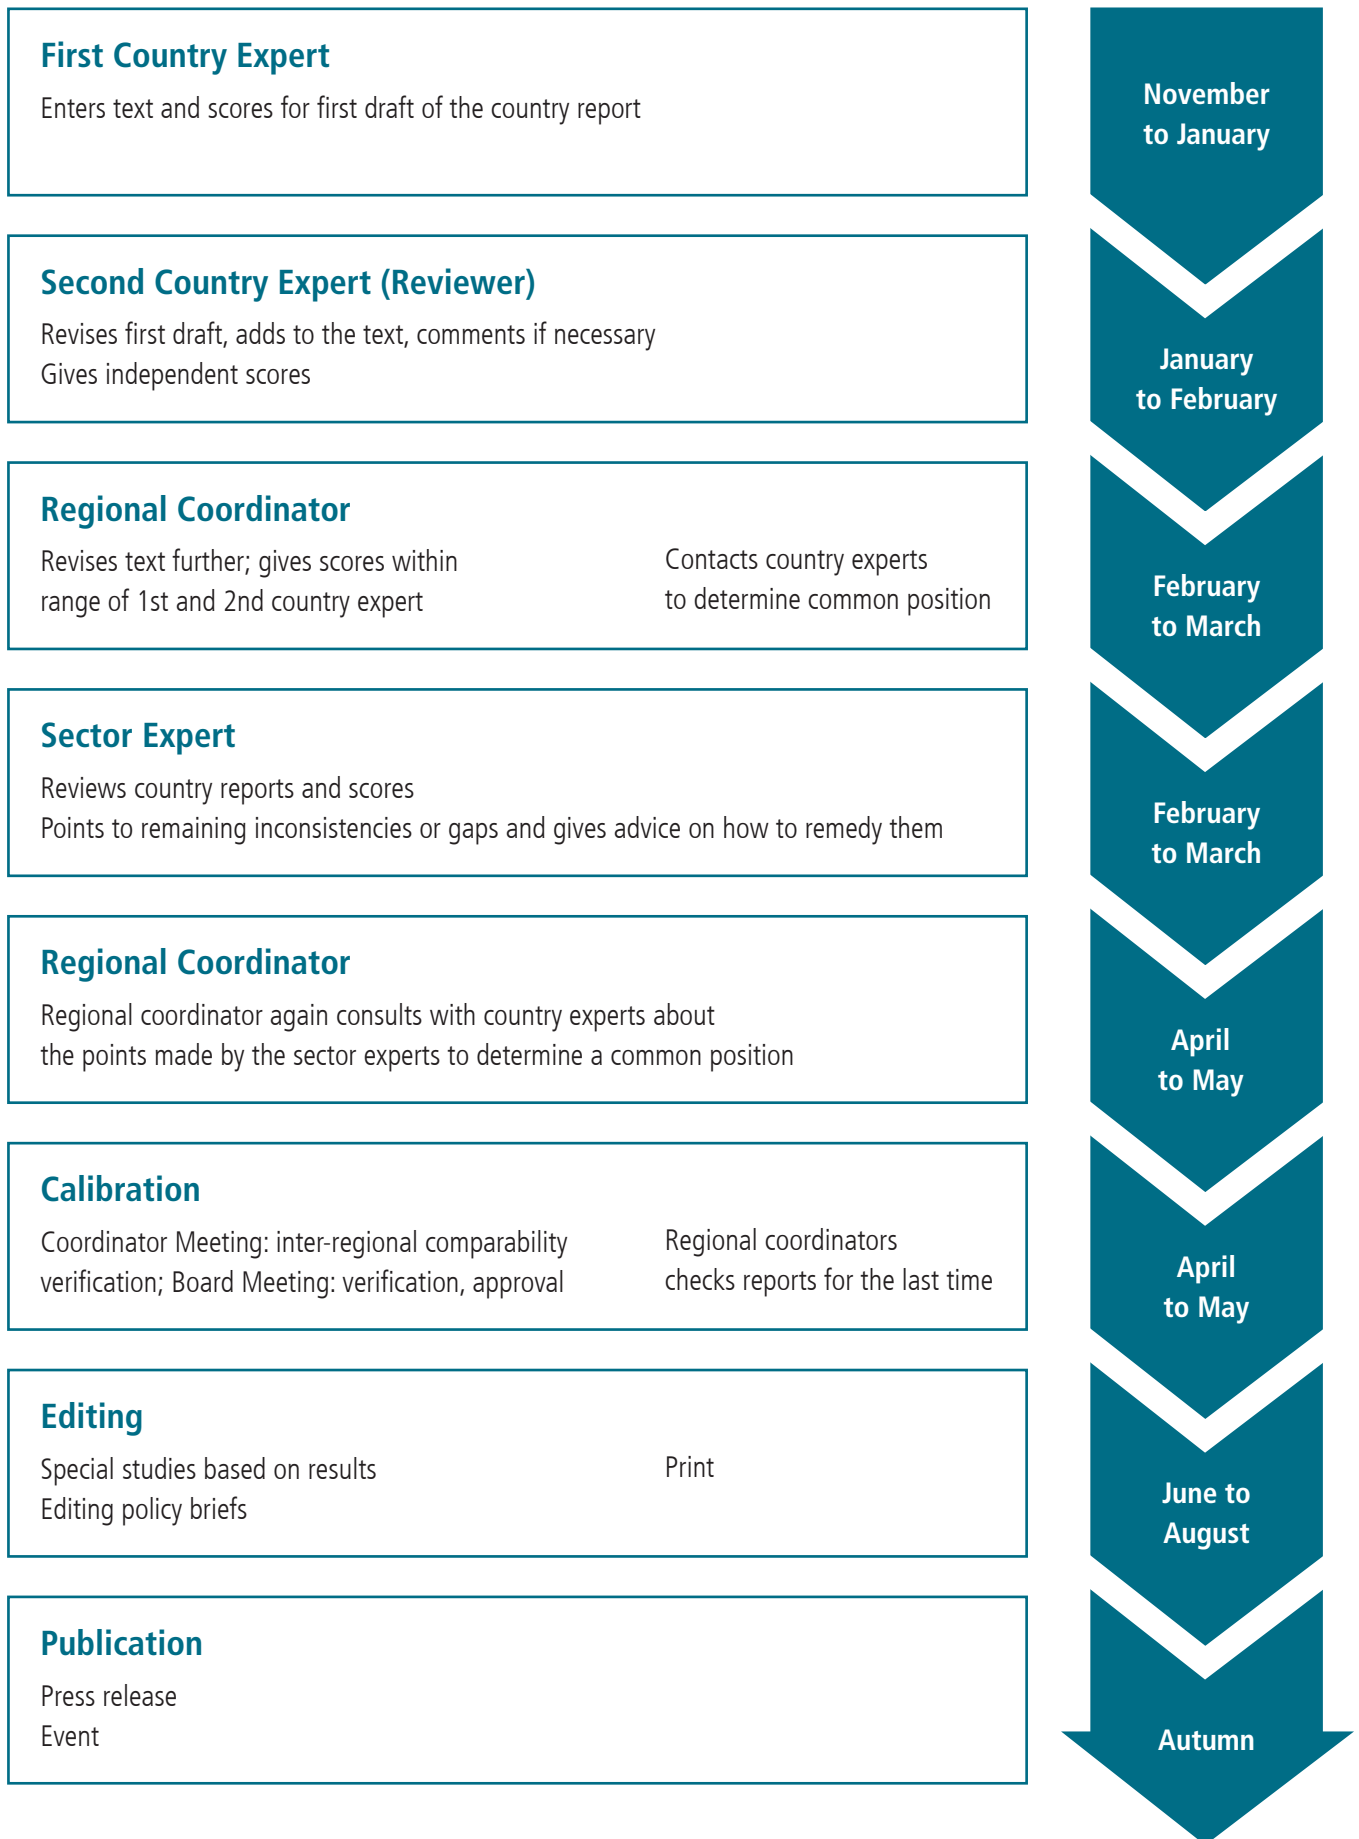 First Country Expert
Enters text and scores for first draft of the country report
November
to January
Second Country Expert (Reviewer)
Revises first draft, adds to the text, comments if necessary
Gives independent scores
January
to February
Regional Coordinator
Revises text further; gives scores within
range of 1st and 2nd country expert
Contacts country experts
to determine common position
February
to March
Sector Expert
Reviews country reports and scores
Points to remaining inconsistencies or gaps and gives advice on how to remedy them
February
to March
Regional Coordinator
Regional coordinator again consults with country experts about
the points made by the sector experts to determine a common position
April
to May
Calibration
Coordinator Meeting: inter-regional comparability
verification; Board Meeting: verification, approval
Regional coordinators
checks reports for the last time
April
to May
Editing
Special studies based on results
Editing policy briefs
Print
June to
August
Publication
Press release
Event
Autumn